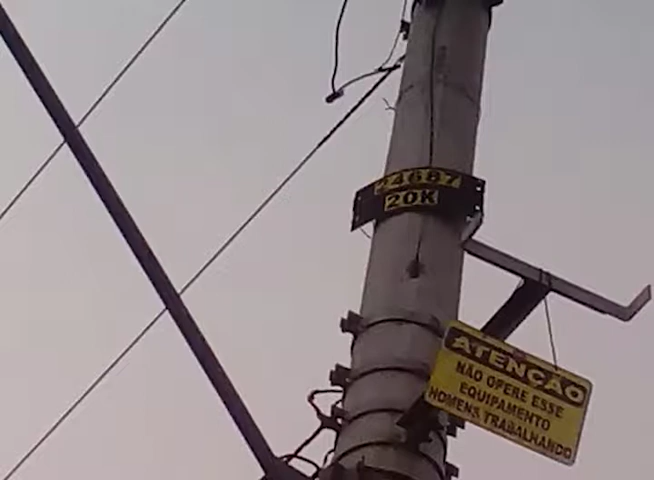 24687
20K
ATENÇÃO
NÃO OPERE ESSE
EQUIPAMENTO
HOMENS TRABALHANDO